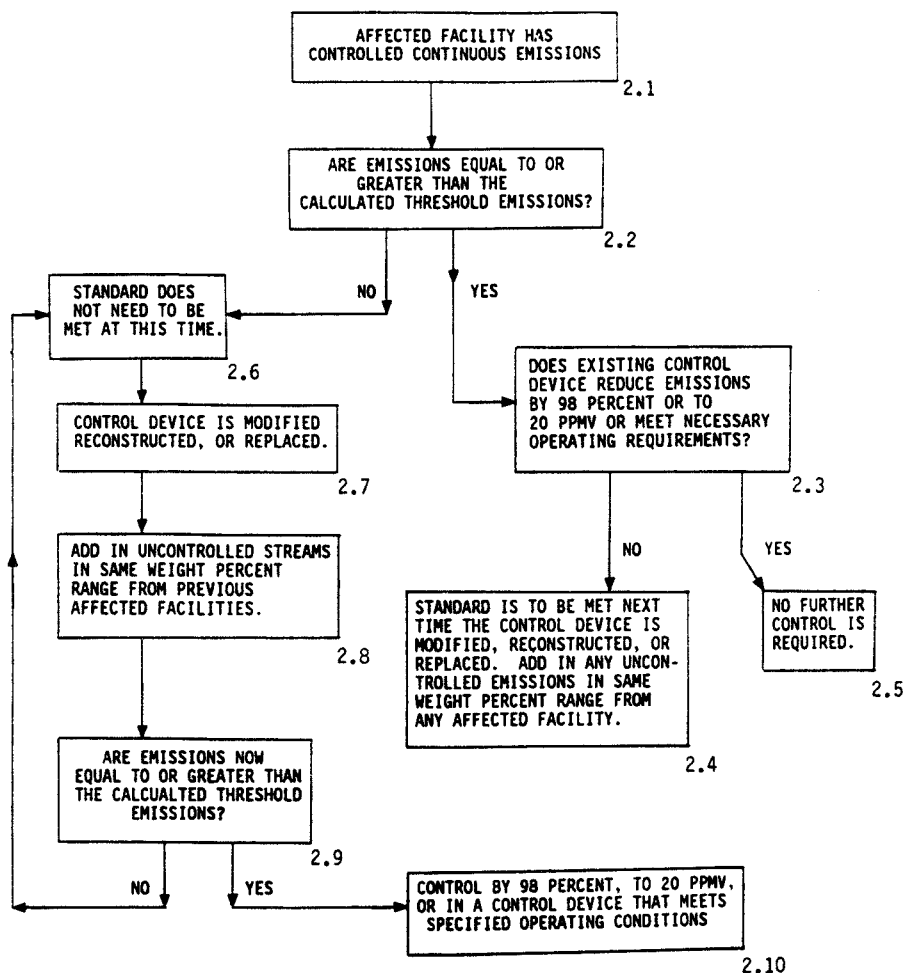 AFFECTED FACILITY HAS
CONTROLLED CONTINUOUS EMISSIONS
2.1
ARE EMISSIONS EQUAL TO OR
GREATER THAN THE
CALCULATED THRESHOLD EMISSIONS?
2.2
NO
YES
STANDARD DOES
NOT NEED TO BE
MET AT THIS TIME.
2.6
DOES EXISTING CONTROL
DEVICE REDUCE EMISSIONS
BY 98 PERCENT OR TO
20 PPMV OR MEET NECESSARY
OPERATING REQUIREMENTS?
2.3
CONTROL DEVICE IS MODIFIED
RECONSTRUCTED, OR REPLACED.
2.7
NO
YES
ADD IN UNCONTROLLED STREAMS
IN SAME WEIGHT PERCENT
RANGE FROM PREVIOUS
AFFECTED FACILITIES.
2.8
STANDARD IS TO BE MET NEXT
TIME THE CONTROL DEVICE IS
MODIFIED, RECONSTRUCTED, OR
REPLACED. ADD IN ANY UNCON-
TROLLED EMISSIONS IN SAME
WEIGHT PERCENT RANGE FROM
ANY AFFECTED FACILITY.
2.4
NO FURTHER
CONTROL IS
REQUIRED.
2.5
ARE EMISSIONS NOW
EQUAL TO OR GREATER THAN
THE CALCUALTED THRESHOLD
EMISSIONS?
2.9
NO
YES
CONTROL BY 98 PERCENT, TO 20 PPMV,
OR IN A CONTROL DEVICE THAT MEETS
SPECIFIED OPERATING CONDITIONS
2.10